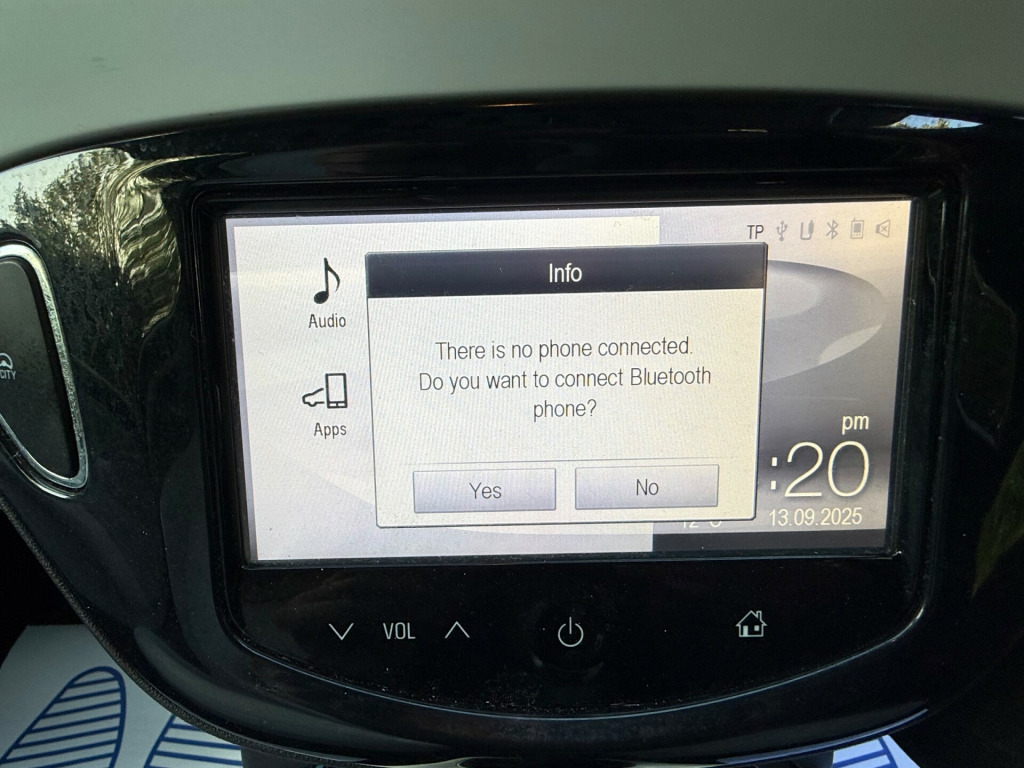 TP
Info
Audio
There is no phone connected.
Do you want to connect Bluetooth
phone?
Apps
CITY
pm
:20
Yes
No
13.09.2025
VOL